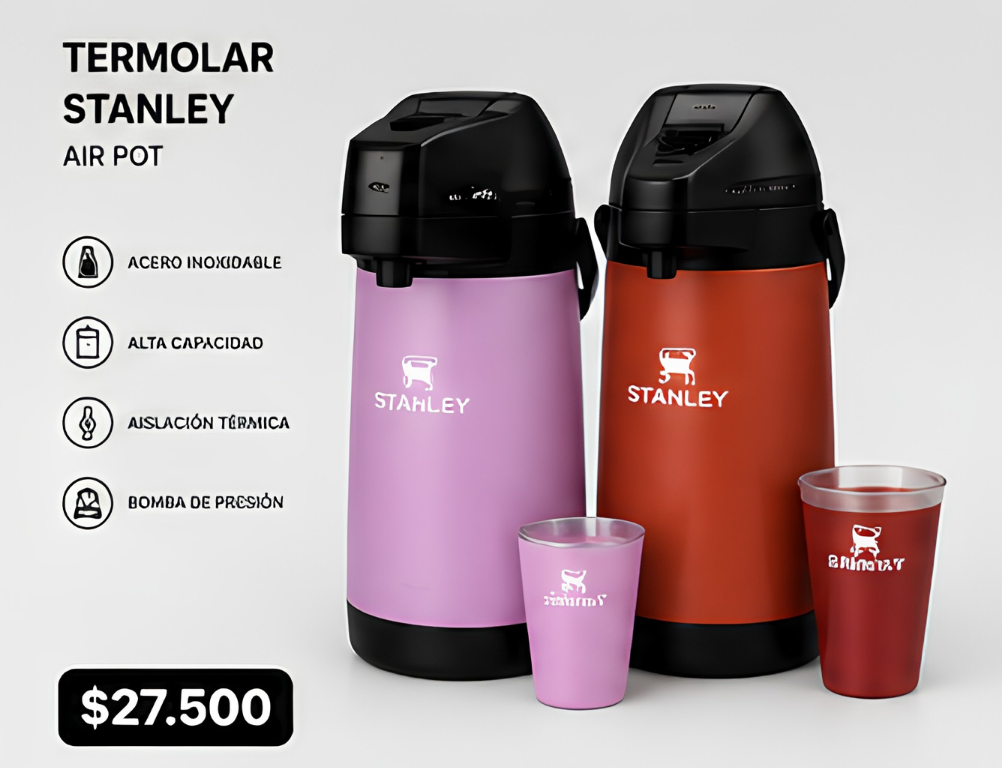 TERMOLAR
STANLEY
AIR POT
ACERO INOXIDABLE
ALTA CAPACIDAD
AISLACIÓN TÉRMICA
BOMBA DE PRESIÓN
STANLEY
STANLEY
$27.500